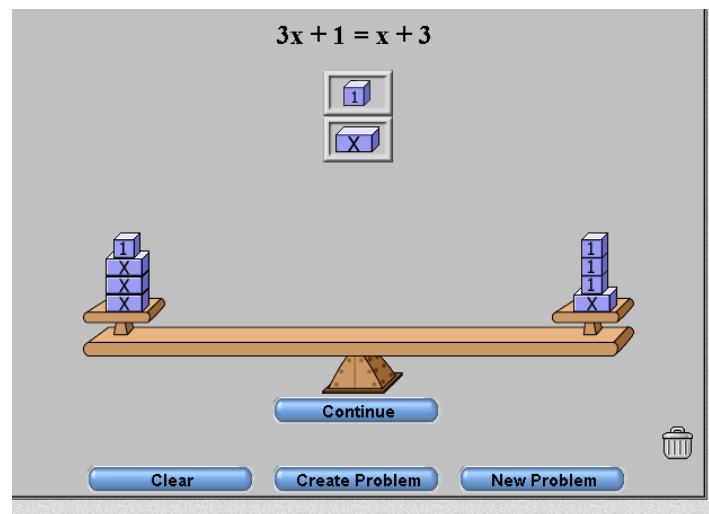 3x + 1 = x + 3
1
X
1
X
X
X
1
1
1
X
Continue
Clear
Create Problem
New Problem